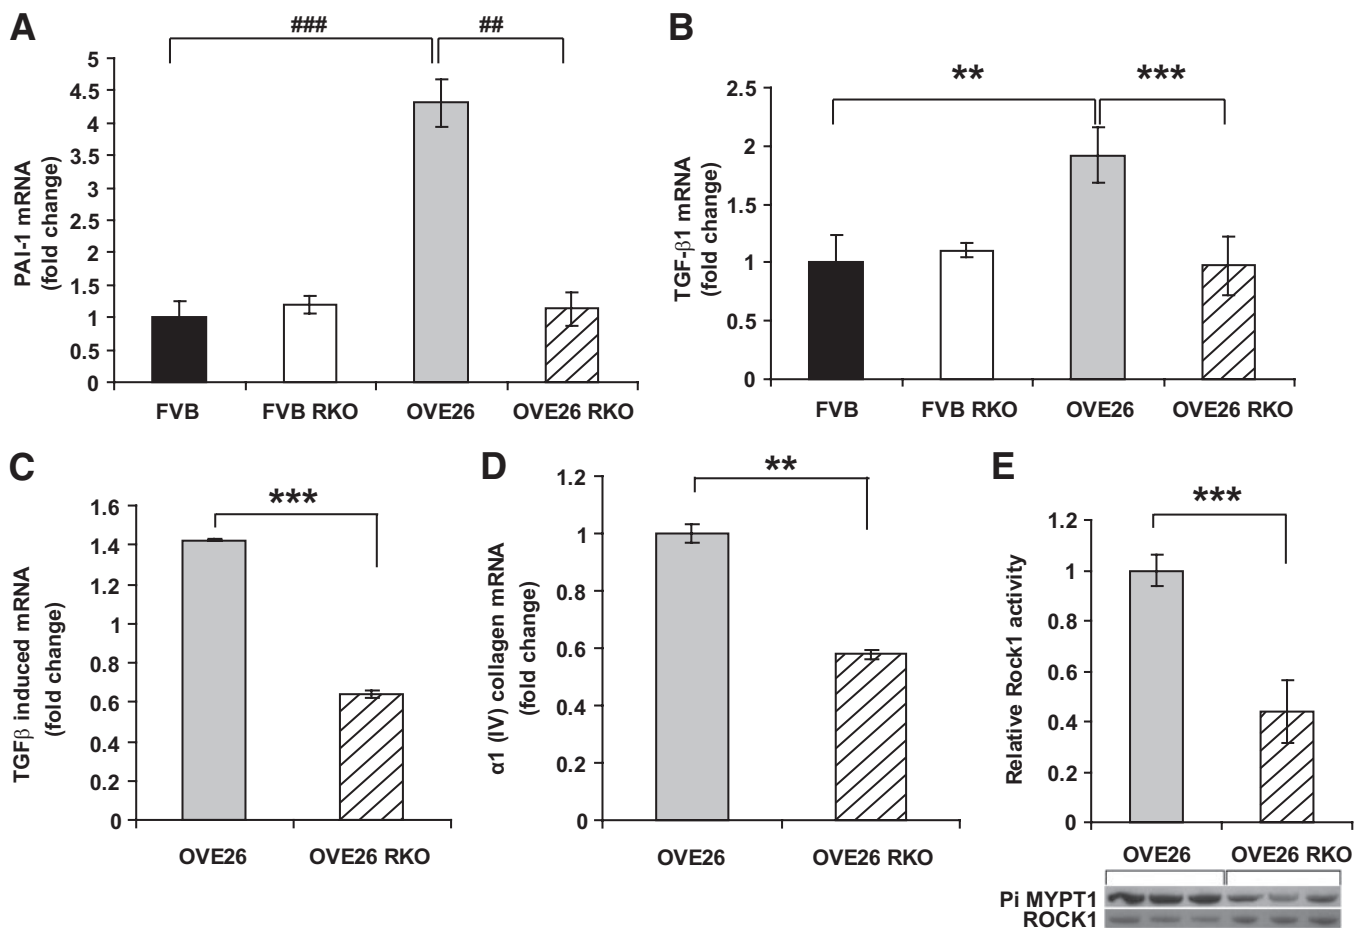 A
###
##
PAI-1 mRNA
(fold change)
5
4.5
4
3.5
3
2.5
2
1.5
1
0.5
0
FVB
FVB RKO
OVE26
OVE26 RKO
B
**
***
TGF-β1 mRNA
(fold change)
2.5
2
1.5
1
0.5
0
FVB
FVB RKO
OVE26
OVE26 RKO
C
***
TGFβ induced mRNA
(fold change)
1.6
1.4
1.2
1
0.8
0.6
0.4
0.2
0
OVE26
OVE26 RKO
D
**
α1 (IV) collagen mRNA
(fold change)
1.2
1
0.8
0.6
0.4
0.2
0
OVE26
OVE26 RKO
E
***
Relative Rock1 activity
1.2
1
0.8
0.6
0.4
0.2
0
OVE26
OVE26 RKO
Pi MYPT1
ROCK1